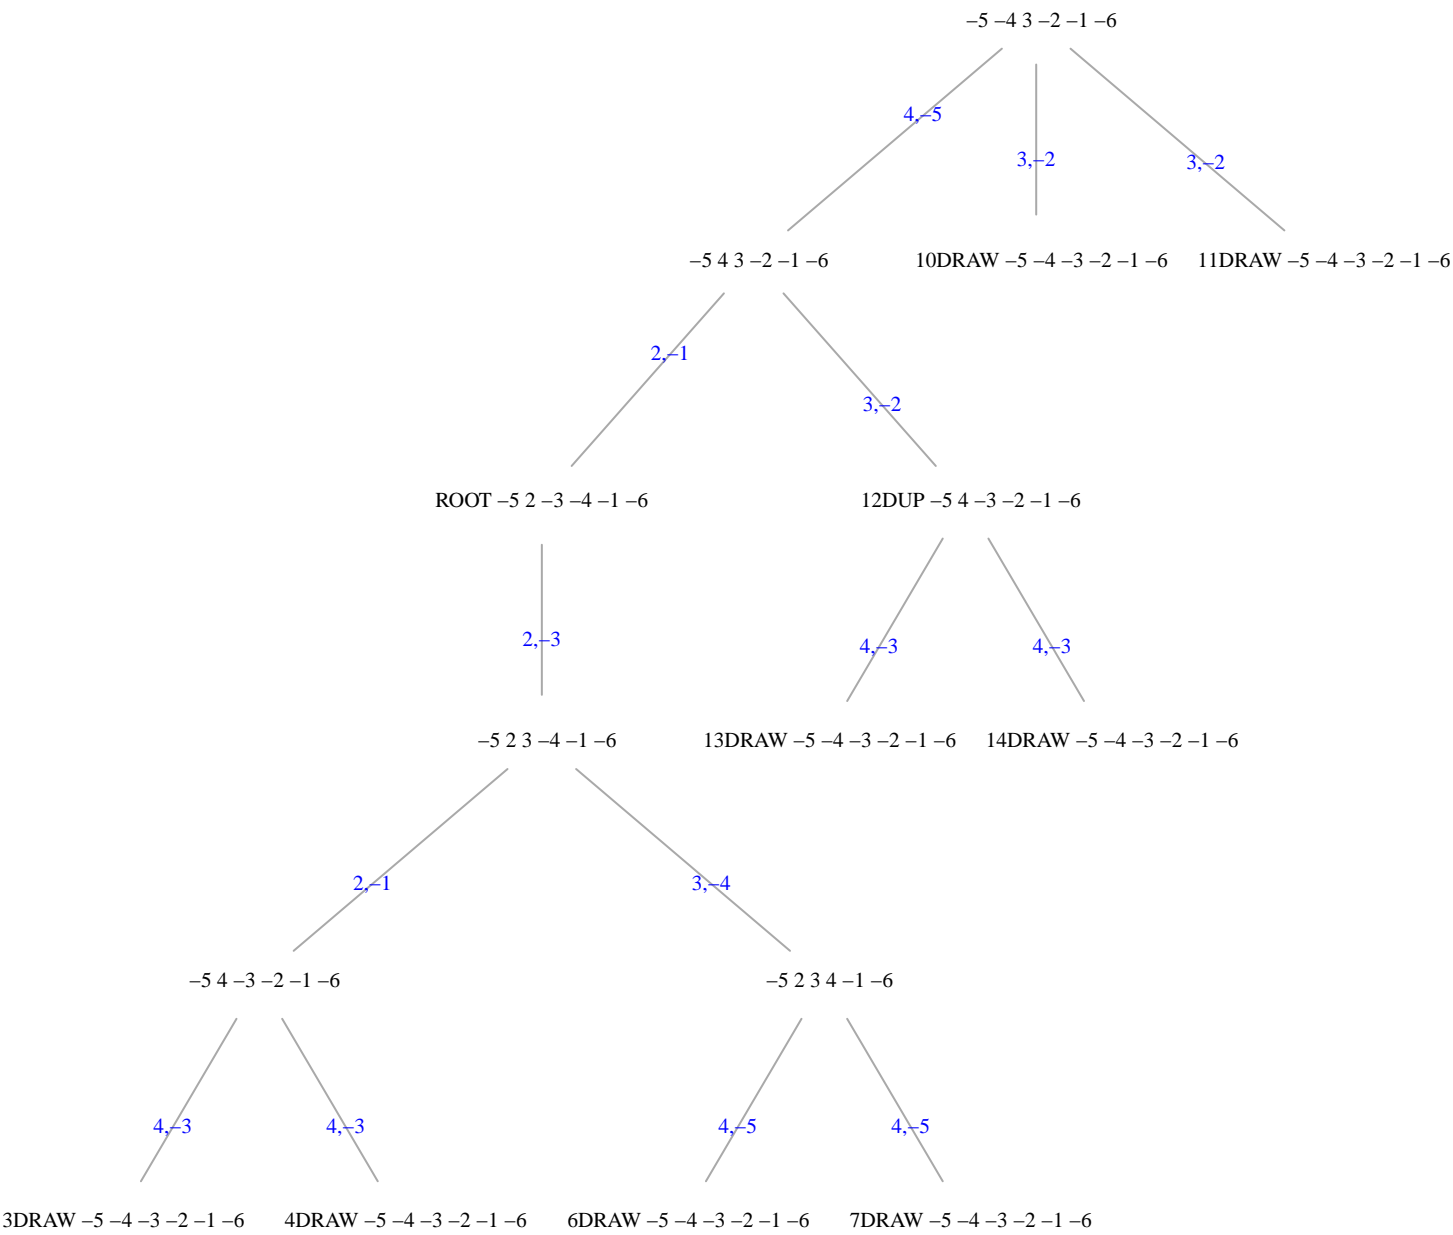 –5 –4 3 –2 –1 –6
4,–5
3,–2
3,–2
–5 4 3 –2 –1 –6
10DRAW –5 –4 –3 –2 –1 –6
11DRAW –5 –4 –3 –2 –1 –6
2,–1
3,–2
ROOT –5 2 –3 –4 –1 –6
12DUP –5 4 –3 –2 –1 –6
2,–3
4,–3
4,–3
–5 2 3 –4 –1 –6
13DRAW –5 –4 –3 –2 –1 –6
14DRAW –5 –4 –3 –2 –1 –6
2,–1
3,–4
–5 4 –3 –2 –1 –6
–5 2 3 4 –1 –6
4,–3
4,–3
4,–5
4,–5
3DRAW –5 –4 –3 –2 –1 –6
4DRAW –5 –4 –3 –2 –1 –6
6DRAW –5 –4 –3 –2 –1 –6
7DRAW –5 –4 –3 –2 –1 –6